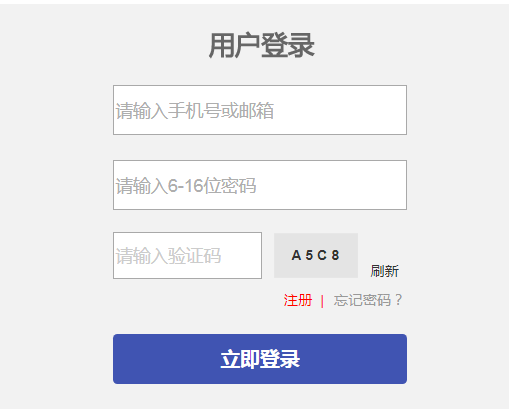 用户登录
请输入手机号或邮箱
请输入6-16位密码
请输入验证码 A5C8 刷新
注册 | 忘记密码？
立即登录